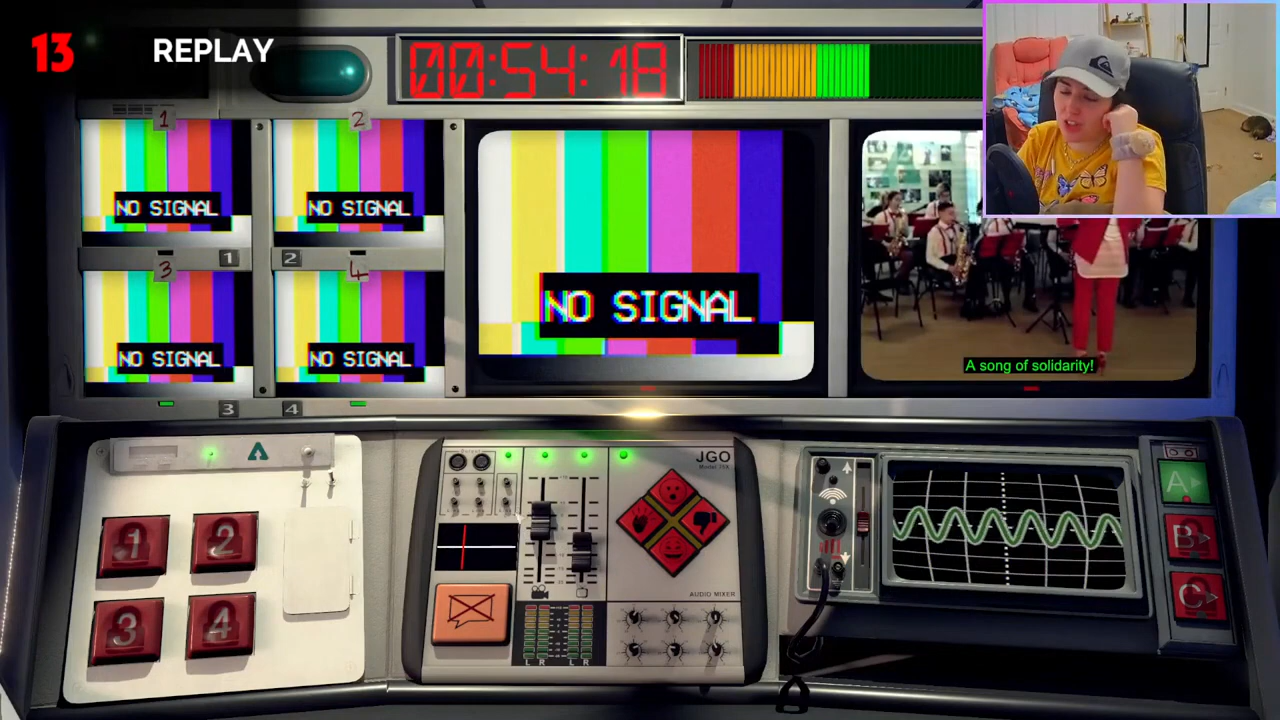 13 REPLAY
00:54:18
1 2
NO SIGNAL NO SIGNAL
NO SIGNAL
3 1 2 4
NO SIGNAL NO SIGNAL
A song of solidarity!
3 4
JGO
1 2
3 4
AUDIO MIXER
L R L R
A
B
C